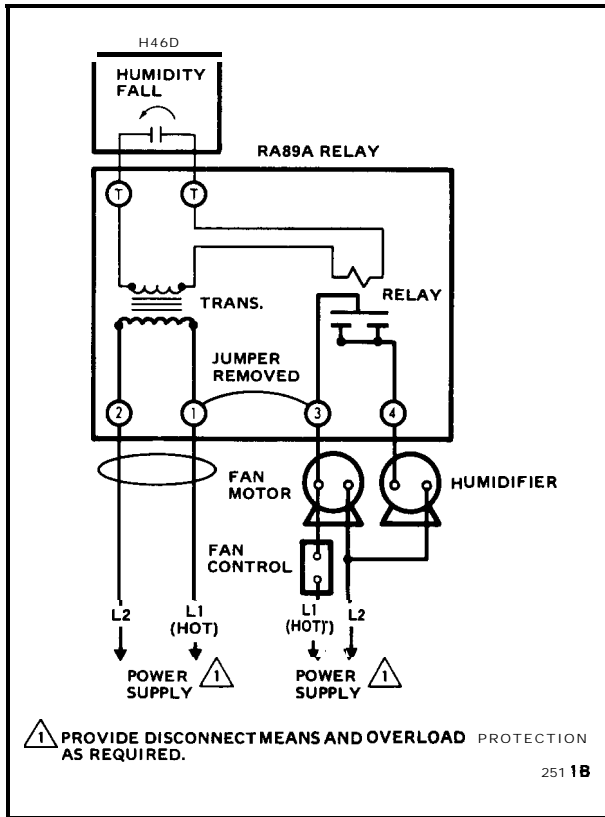 H46D
HUMIDITY
FALL
RA89A RELAY
T T
TRANS.
RELAY
JUMPER
REMOVED
2 1 3 4
FAN
MOTOR
HUMIDIFIER
FAN
CONTROL
L2
L1
(HOT)
L1
(HOT)
L2
POWER
SUPPLY
1
POWER
SUPPLY
1
1 PROVIDE DISCONNECT MEANS AND OVERLOAD PROTECTION
AS REQUIRED.
251 1B